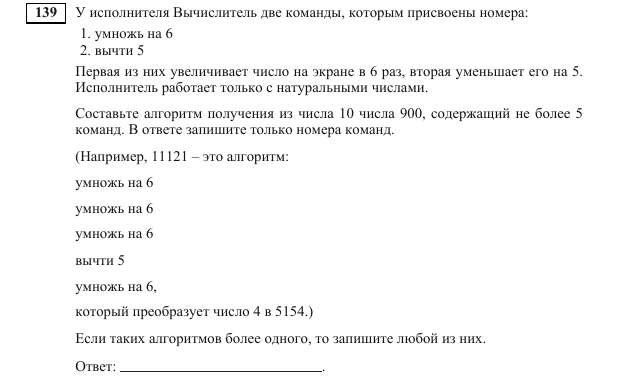 139 У исполнителя Вычислитель две команды, которым присвоены номера:
1. умножь на 6
2. вычти 5
Первая из них увеличивает число на экране в 6 раз, вторая уменьшает его на 5.
Исполнитель работает только с натуральными числами.
Составьте алгоритм получения из числа 10 числа 900, содержащий не более 5
команд. В ответе запишите только номера команд.
(Например, 11121 – это алгоритм:
умножь на 6
умножь на 6
умножь на 6
вычти 5
умножь на 6,
который преобразует число 4 в 5154.)
Если таких алгоритмов более одного, то запишите любой из них.
Ответ: ______________________________.